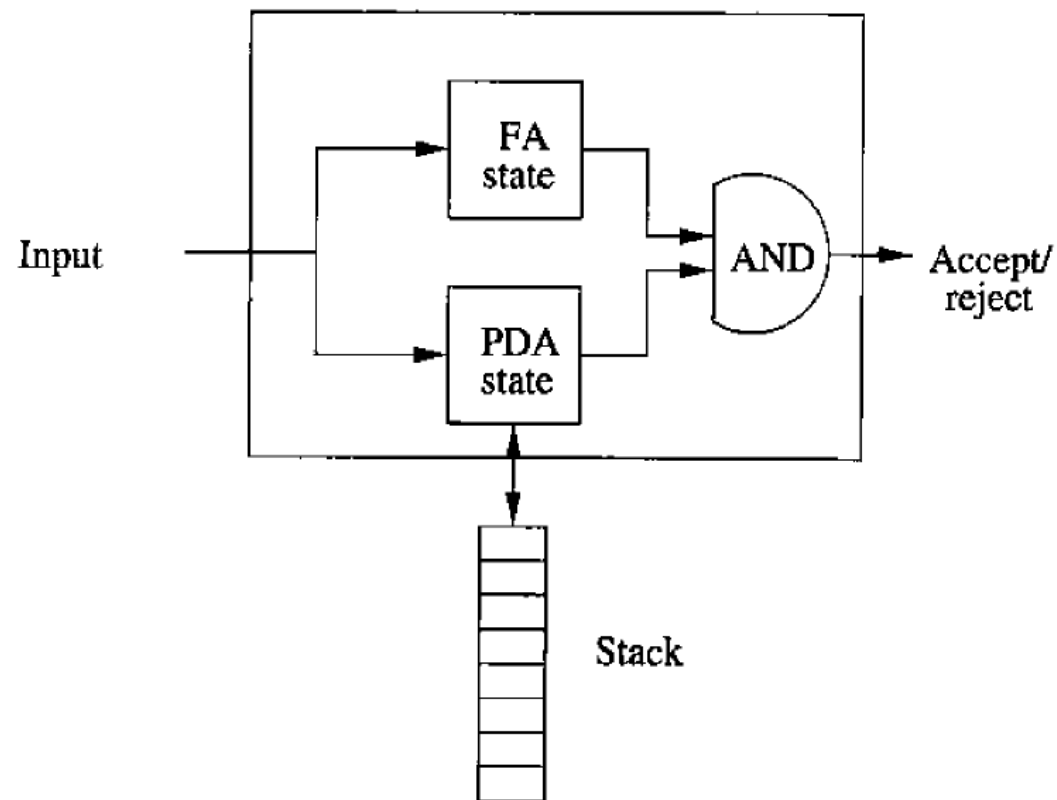 FA
state
Input
AND
Accept/
reject
PDA
state
Stack